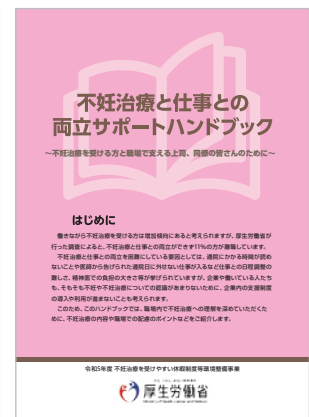 不妊治療と仕事との
両立サポートハンドブック
～不妊治療を受ける方と職場で支える上司、同僚の皆さんのために～
はじめに
働きながら不妊治療を受ける方は増加傾向にあると考えられますが、厚生労働省が
行った調査によると、不妊治療と仕事との両立ができず11%の方が離職しています。
不妊治療と仕事との両立を困難にしている要因としては、通院にかかる時間が読め
ないことや医師から告げられた通院日に外せない仕事が入るなど仕事との日程調整の
難しさ、精神面での負担の大きさ等が挙げられていますが、企業や働いている人たち
も、そもそも不妊や不妊治療についての認識があまりないために、企業内の支援制度
の導入や利用が進まないことも考えられます。
このため、このハンドブックでは、職場内で不妊治療への理解を深めていただくた
めに、不妊治療の内容や職場での配慮のポイントなどをご紹介します。
令和5年度 不妊治療を受けやすい休暇制度等環境整備事業
ひと、くらし、みらいのために
厚生労働省
Ministry of Health, Labour and Welfare